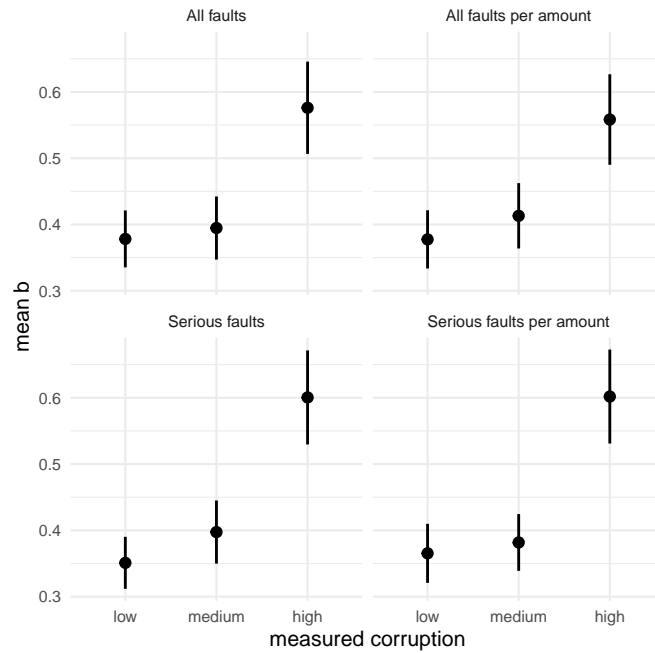 All faults
All faults per amount
0.6
0.5
0.4
0.3
Serious faults
Serious faults per amount
0.6
0.5
0.4
0.3
mean b
low
medium
high
low
medium
high
measured corruption